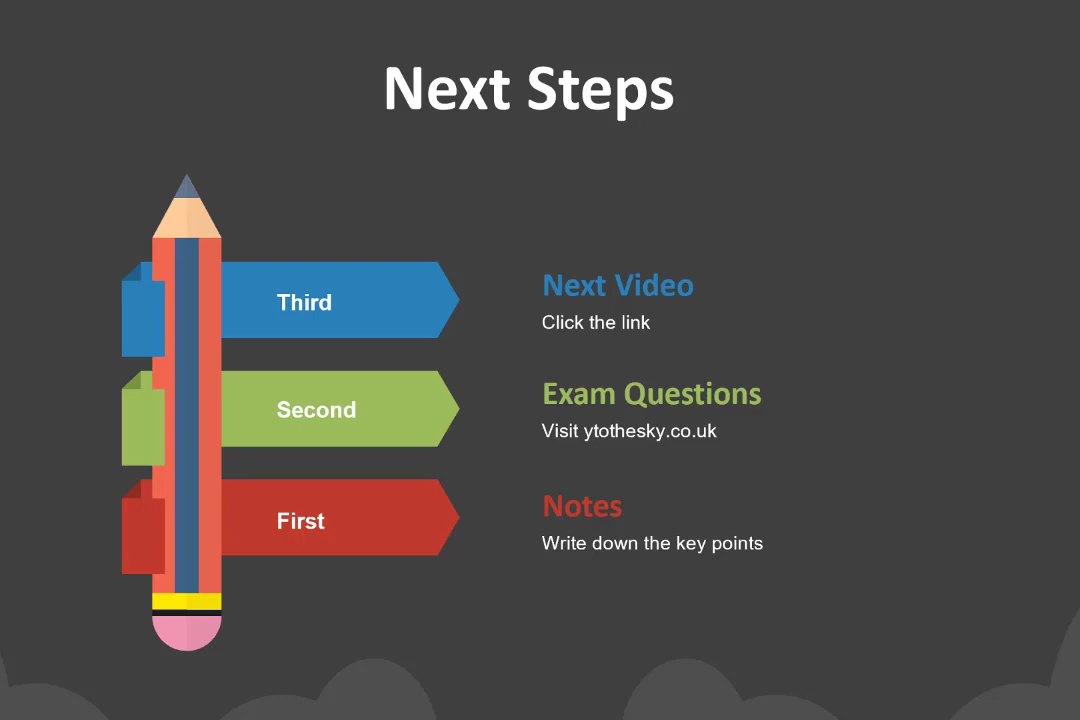 Next Steps
Third
Next Video
Click the link
Second
Exam Questions
Visit ytothesky.co.uk
First
Notes
Write down the key points